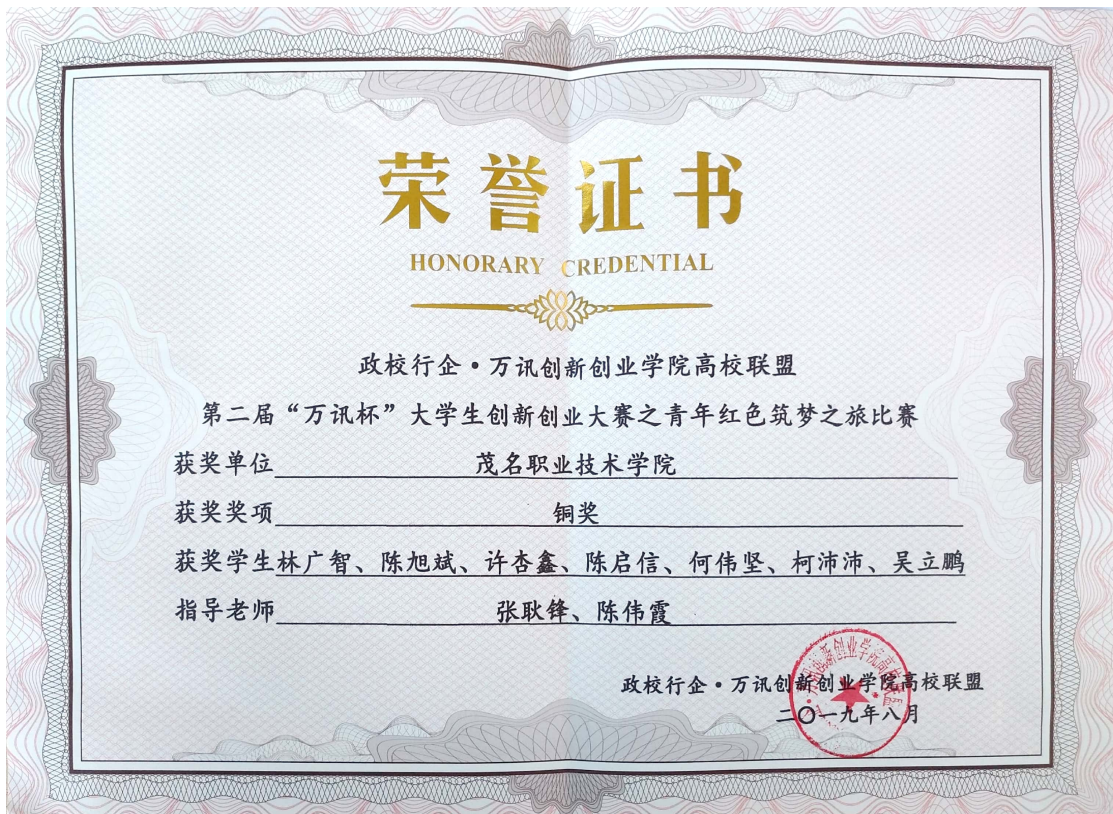 荣誉证书
HONORARY CREDENTIAL
政校行企·万讯创新创业学院高校联盟
第二届“万讯杯”大学生创新创业大赛之青年红色筑梦之旅比赛
获奖单位 茂名职业技术学院
获奖奖项 铜奖
获奖学生 林广智、陈旭斌、许杏鑫、陈启信、何伟坚、柯沛沛、吴立鹏
指导老师 张耿锋、陈伟霞
政校行企·万讯创新创业学院高校联盟
二〇一九年八月